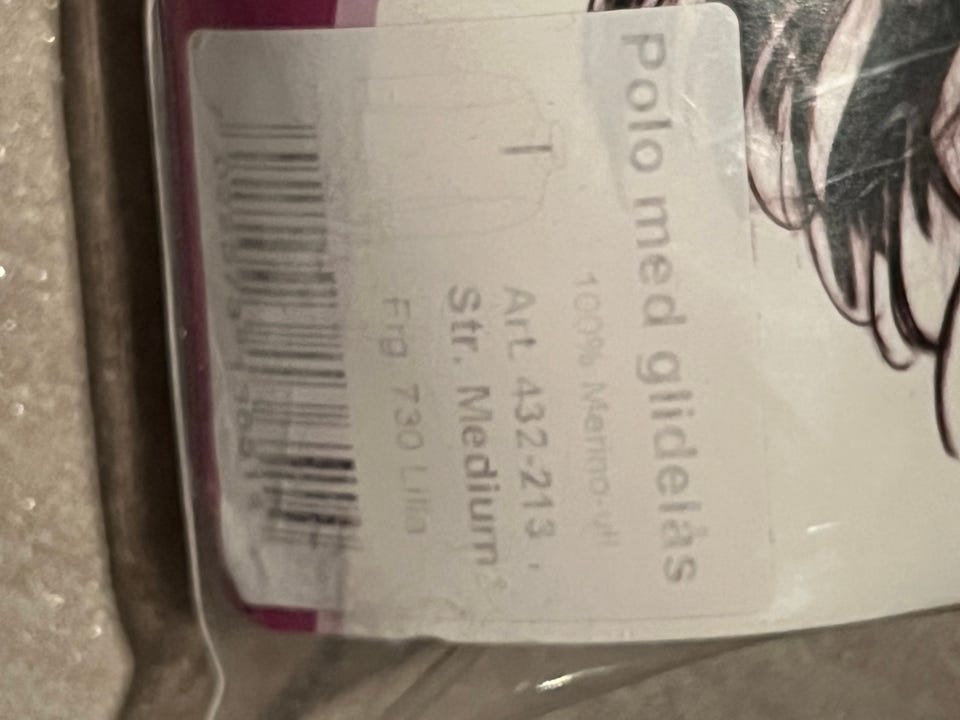 Polo med glidelås
100% Merino-ull
Art. 432-213
Str. Medium
Frg. 730 Lilla